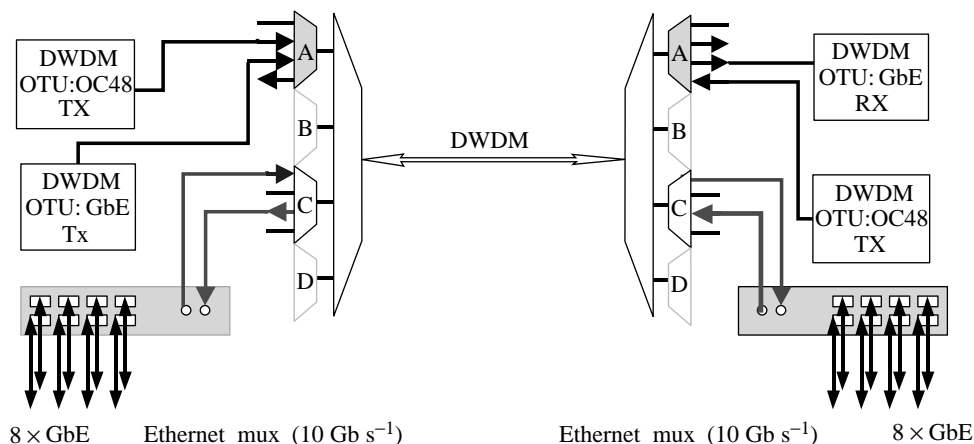 DWDM
OTU:OC48
TX
DWDM
OTU: GbE
Tx
A
B
C
D
DWDM
A
B
C
D
DWDM
OTU: GbE
RX
DWDM
OTU:OC48
TX
8 × GbE
Ethernet mux (10 Gb s⁻¹)
Ethernet mux (10 Gb s⁻¹)
8 × GbE